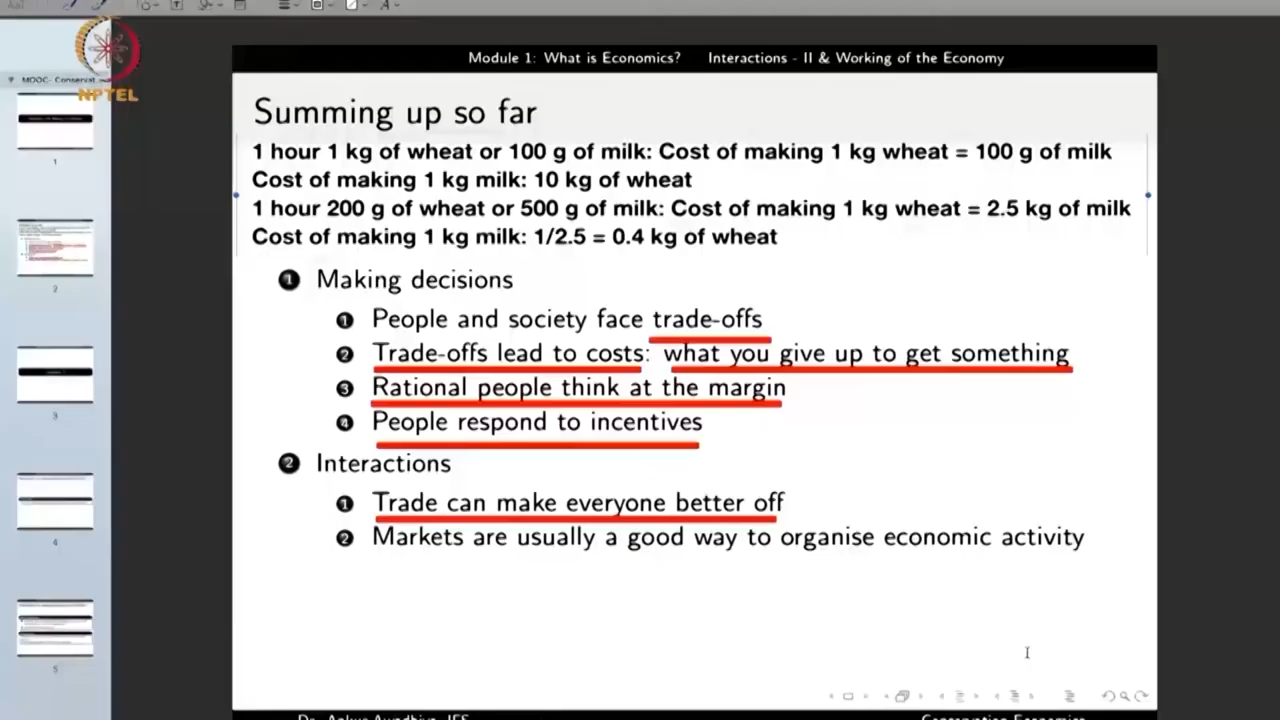 NPTEL
MOOC- Conservat
1
2
3
4
5
Module 1: What is Economics? Interactions - II & Working of the Economy
Summing up so far
1 hour 1 kg of wheat or 100 g of milk: Cost of making 1 kg wheat = 100 g of milk
Cost of making 1 kg milk: 10 kg of wheat
1 hour 200 g of wheat or 500 g of milk: Cost of making 1 kg wheat = 2.5 kg of milk
Cost of making 1 kg milk: 1/2.5 = 0.4 kg of wheat
1 Making decisions
1 People and society face trade-offs
2 Trade-offs lead to costs: what you give up to get something
3 Rational people think at the margin
4 People respond to incentives
2 Interactions
1 Trade can make everyone better off
2 Markets are usually a good way to organise economic activity